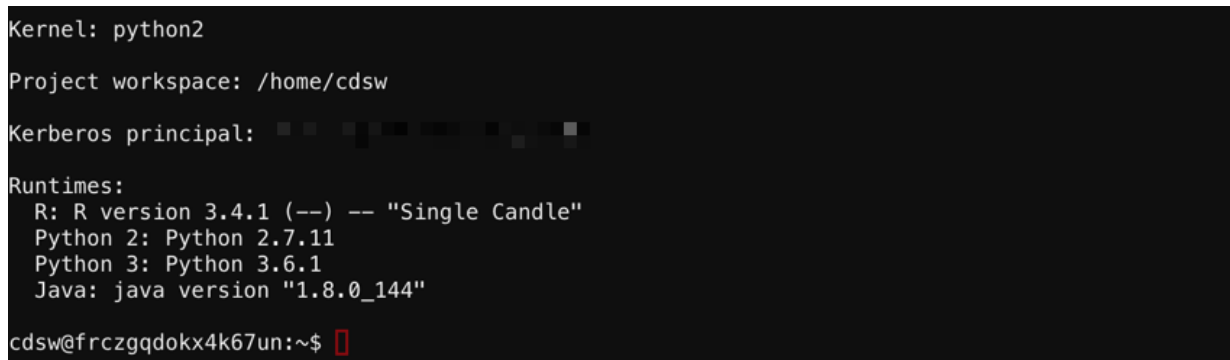 Kernel: python2
Project workspace: /home/cdsw
Kerberos principal:
Runtimes:
R: R version 3.4.1 (--) -- "Single Candle"
Python 2: Python 2.7.11
Python 3: Python 3.6.1
Java: java version "1.8.0_144"
cdsw@frczgqdokx4k67un:~$